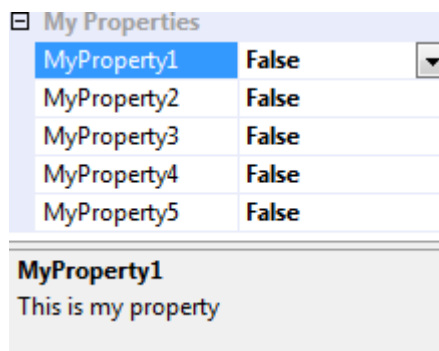 My Properties
MyProperty1 False
MyProperty2 False
MyProperty3 False
MyProperty4 False
MyProperty5 False
MyProperty1
This is my property